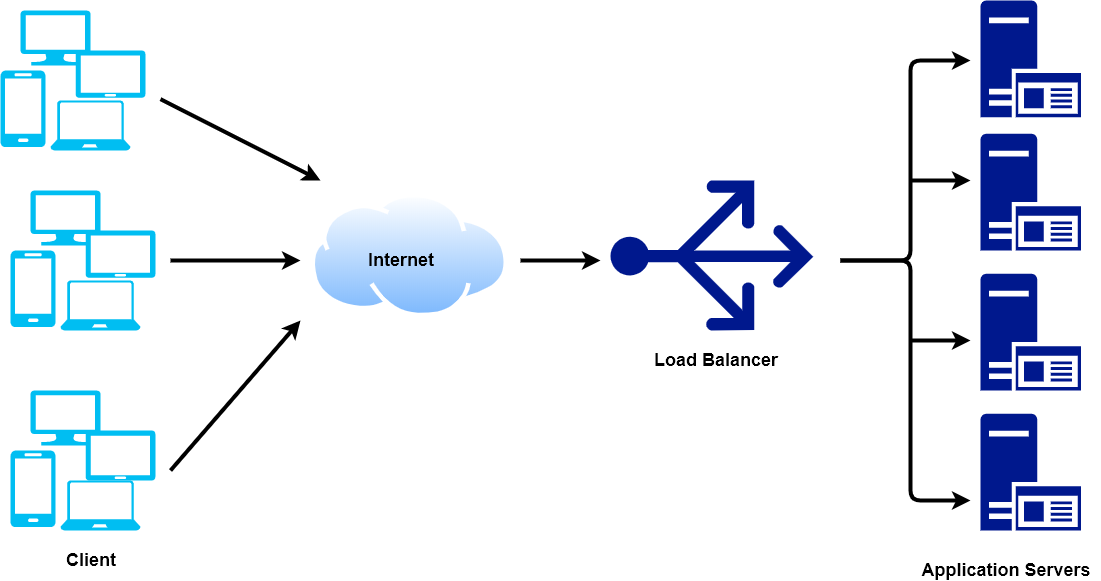 Internet
Load Balancer
Client
Application Servers